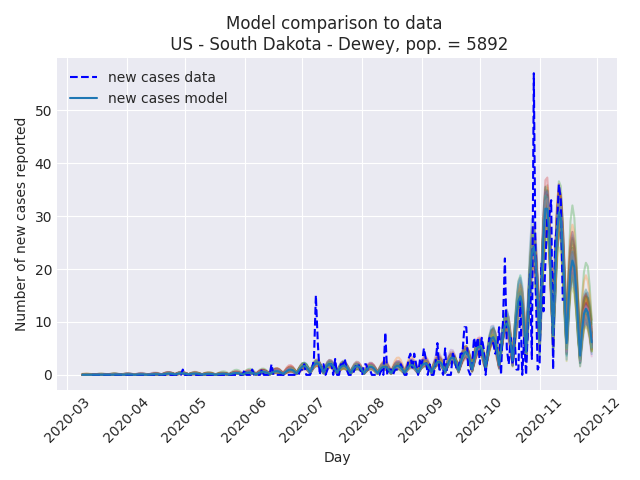 Model comparison to data
US - South Dakota - Dewey, pop. = 5892
new cases data
new cases model
Number of new cases reported
50
40
30
20
10
0
2020-03
2020-04
2020-05
2020-06
2020-07
2020-08
2020-09
2020-10
2020-11
2020-12
Day